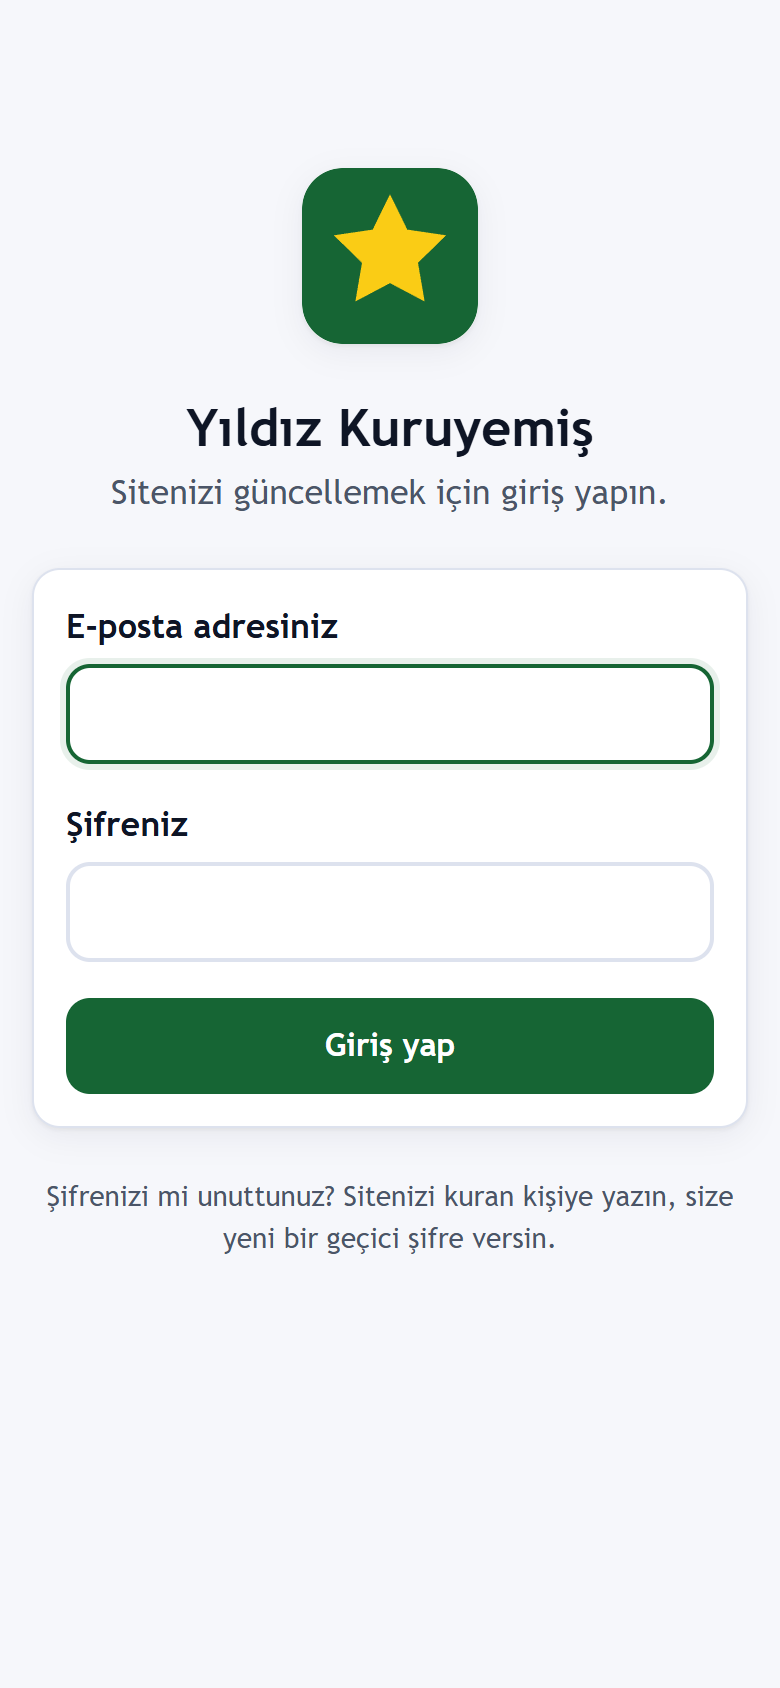 Yıldız Kuruyemiş
Sitenizi güncellemek için giriş yapın.
E-posta adresiniz
Şifreniz
Giriş yap
Şifrenizi mi unuttunuz? Sitenizi kuran kişiye yazın, size
yeni bir geçici şifre versin.